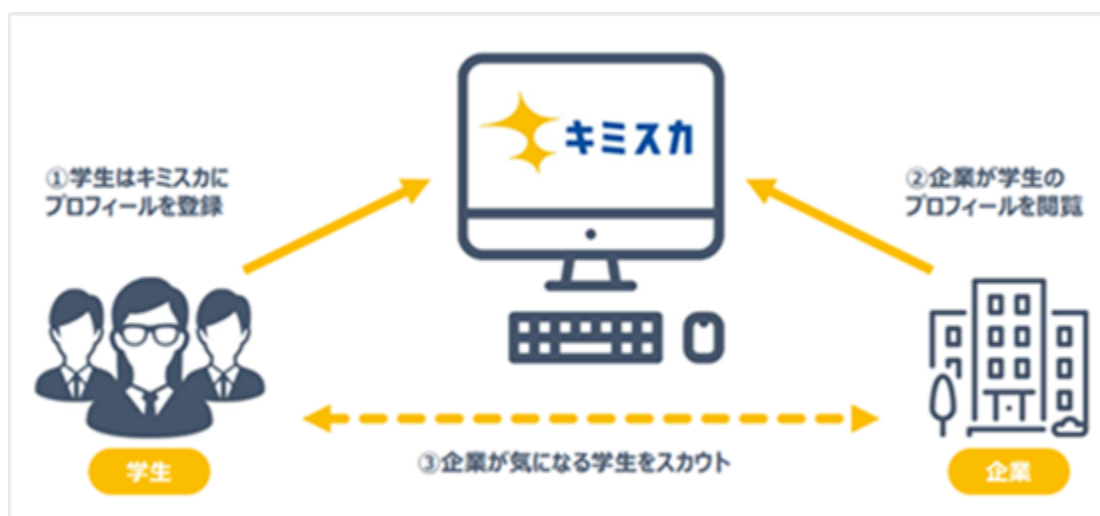 キミスカ
①学生はキミスカに
プロフィールを登録
②企業が学生の
プロフィールを閲覧
③企業が気になる学生をスカウト
学生
企業